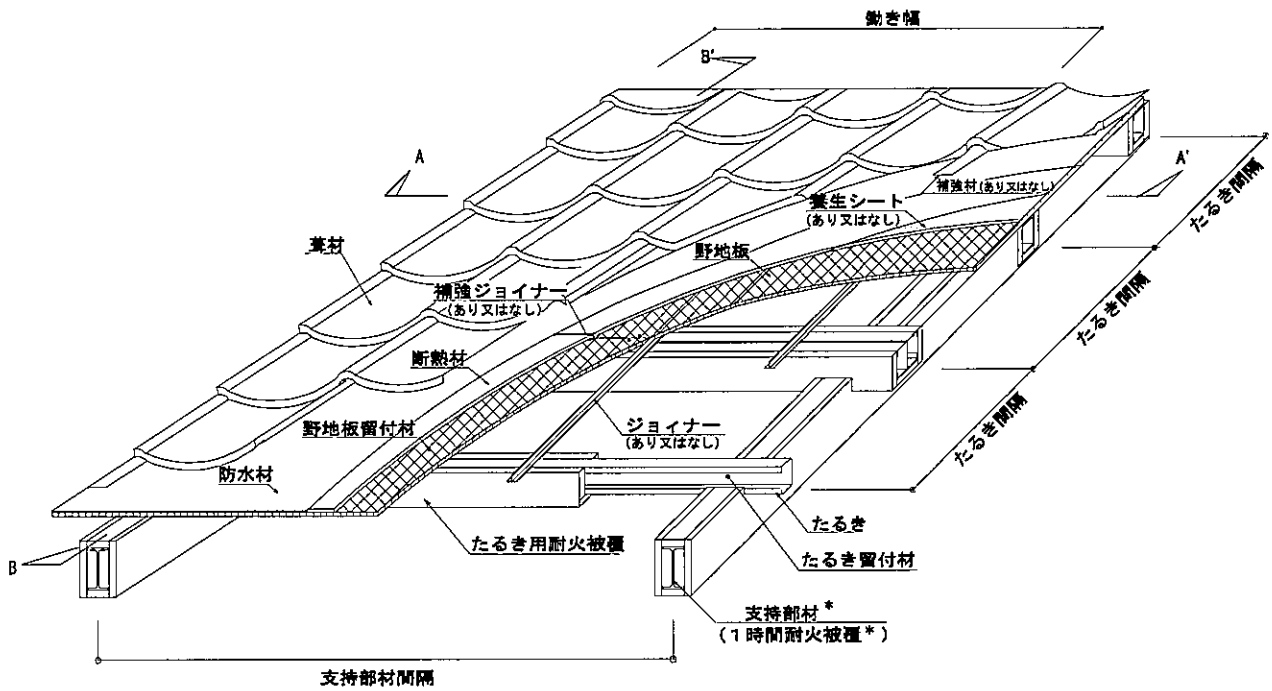 働き幅
B'
A
A'
補強材(あり又はなし)
養生シート
(あり又はなし)
たるき間隔
葺材
野地板
補強ジョイナー
(あり又はなし)
たるき間隔
断熱材
野地板留付材
ジョイナー
(あり又はなし)
たるき間隔
防水材
たるき
たるき用耐火被覆
たるき留付材
B
支持部材*
(1時間耐火被覆*)
支持部材間隔